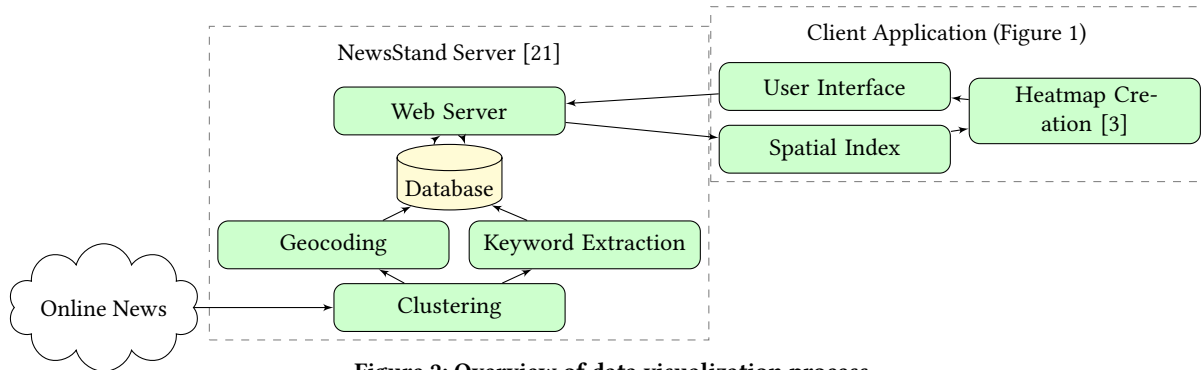 Client Application (Figure 1)
NewsStand Server [21]
User Interface
Heatmap Cre-
ation [3]
Web Server
Spatial Index
Database
Geocoding
Keyword Extraction
Online News
Clustering
Figure 2: Overview of data visualization process